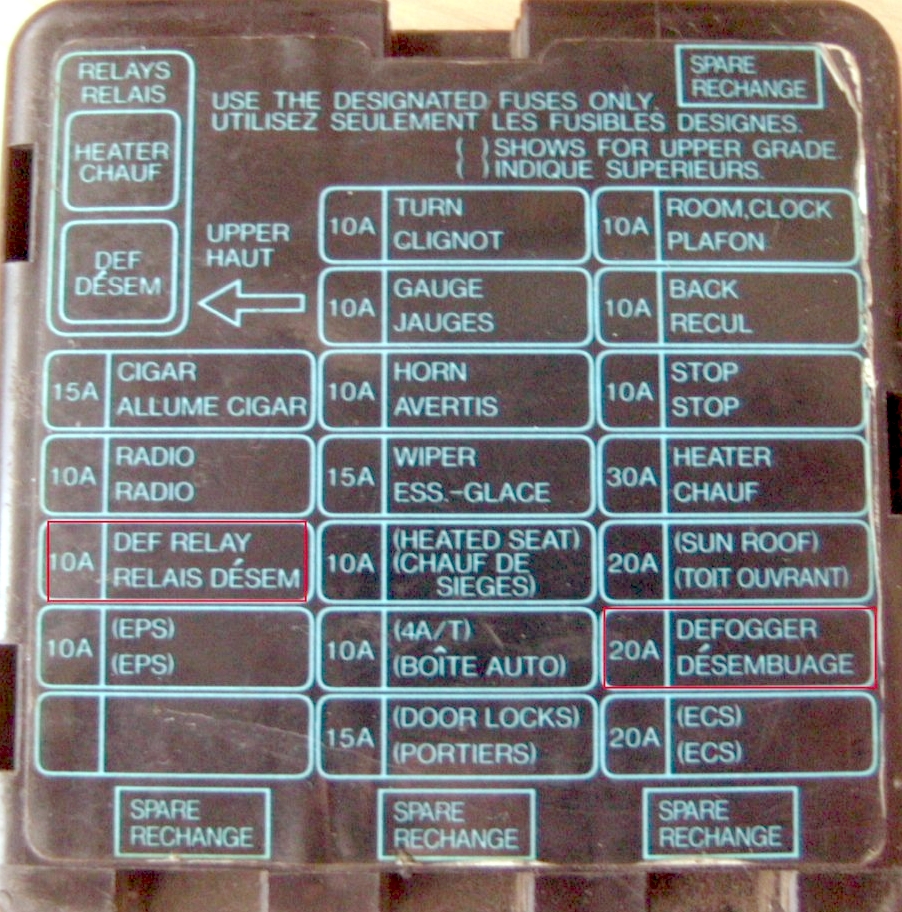 RELAYS
RELAIS
HEATER
CHAUF
DEF
DÉSEM
SPARE
RECHANGE
USE THE DESIGNATED FUSES ONLY.
UTILISEZ SEULEMENT LES FUSIBLES DESIGNES.
( ) SHOWS FOR UPPER GRADE.
( ) INDIQUE SUPERIEURS.
UPPER
HAUT
10A TURN
CLIGNOT
10A ROOM,CLOCK
PLAFON
10A GAUGE
JAUGES
10A BACK
RECUL
15A CIGAR
ALLUME CIGAR
10A HORN
AVERTIS
10A STOP
STOP
10A RADIO
RADIO
15A WIPER
ESS.-GLACE
30A HEATER
CHAUF
10A DEF RELAY
RELAIS DÉSEM
10A (HEATED SEAT)
(CHAUF DE
SIEGES)
20A (SUN ROOF)
(TOIT OUVRANT)
10A (EPS)
(EPS)
10A (4A/T)
(BOÎTE AUTO)
20A DEFOGGER
DÉSEMBUAGE
15A (DOOR LOCKS)
(PORTIERS)
20A (ECS)
(ECS)
SPARE
RECHANGE
SPARE
RECHANGE
SPARE
RECHANGE